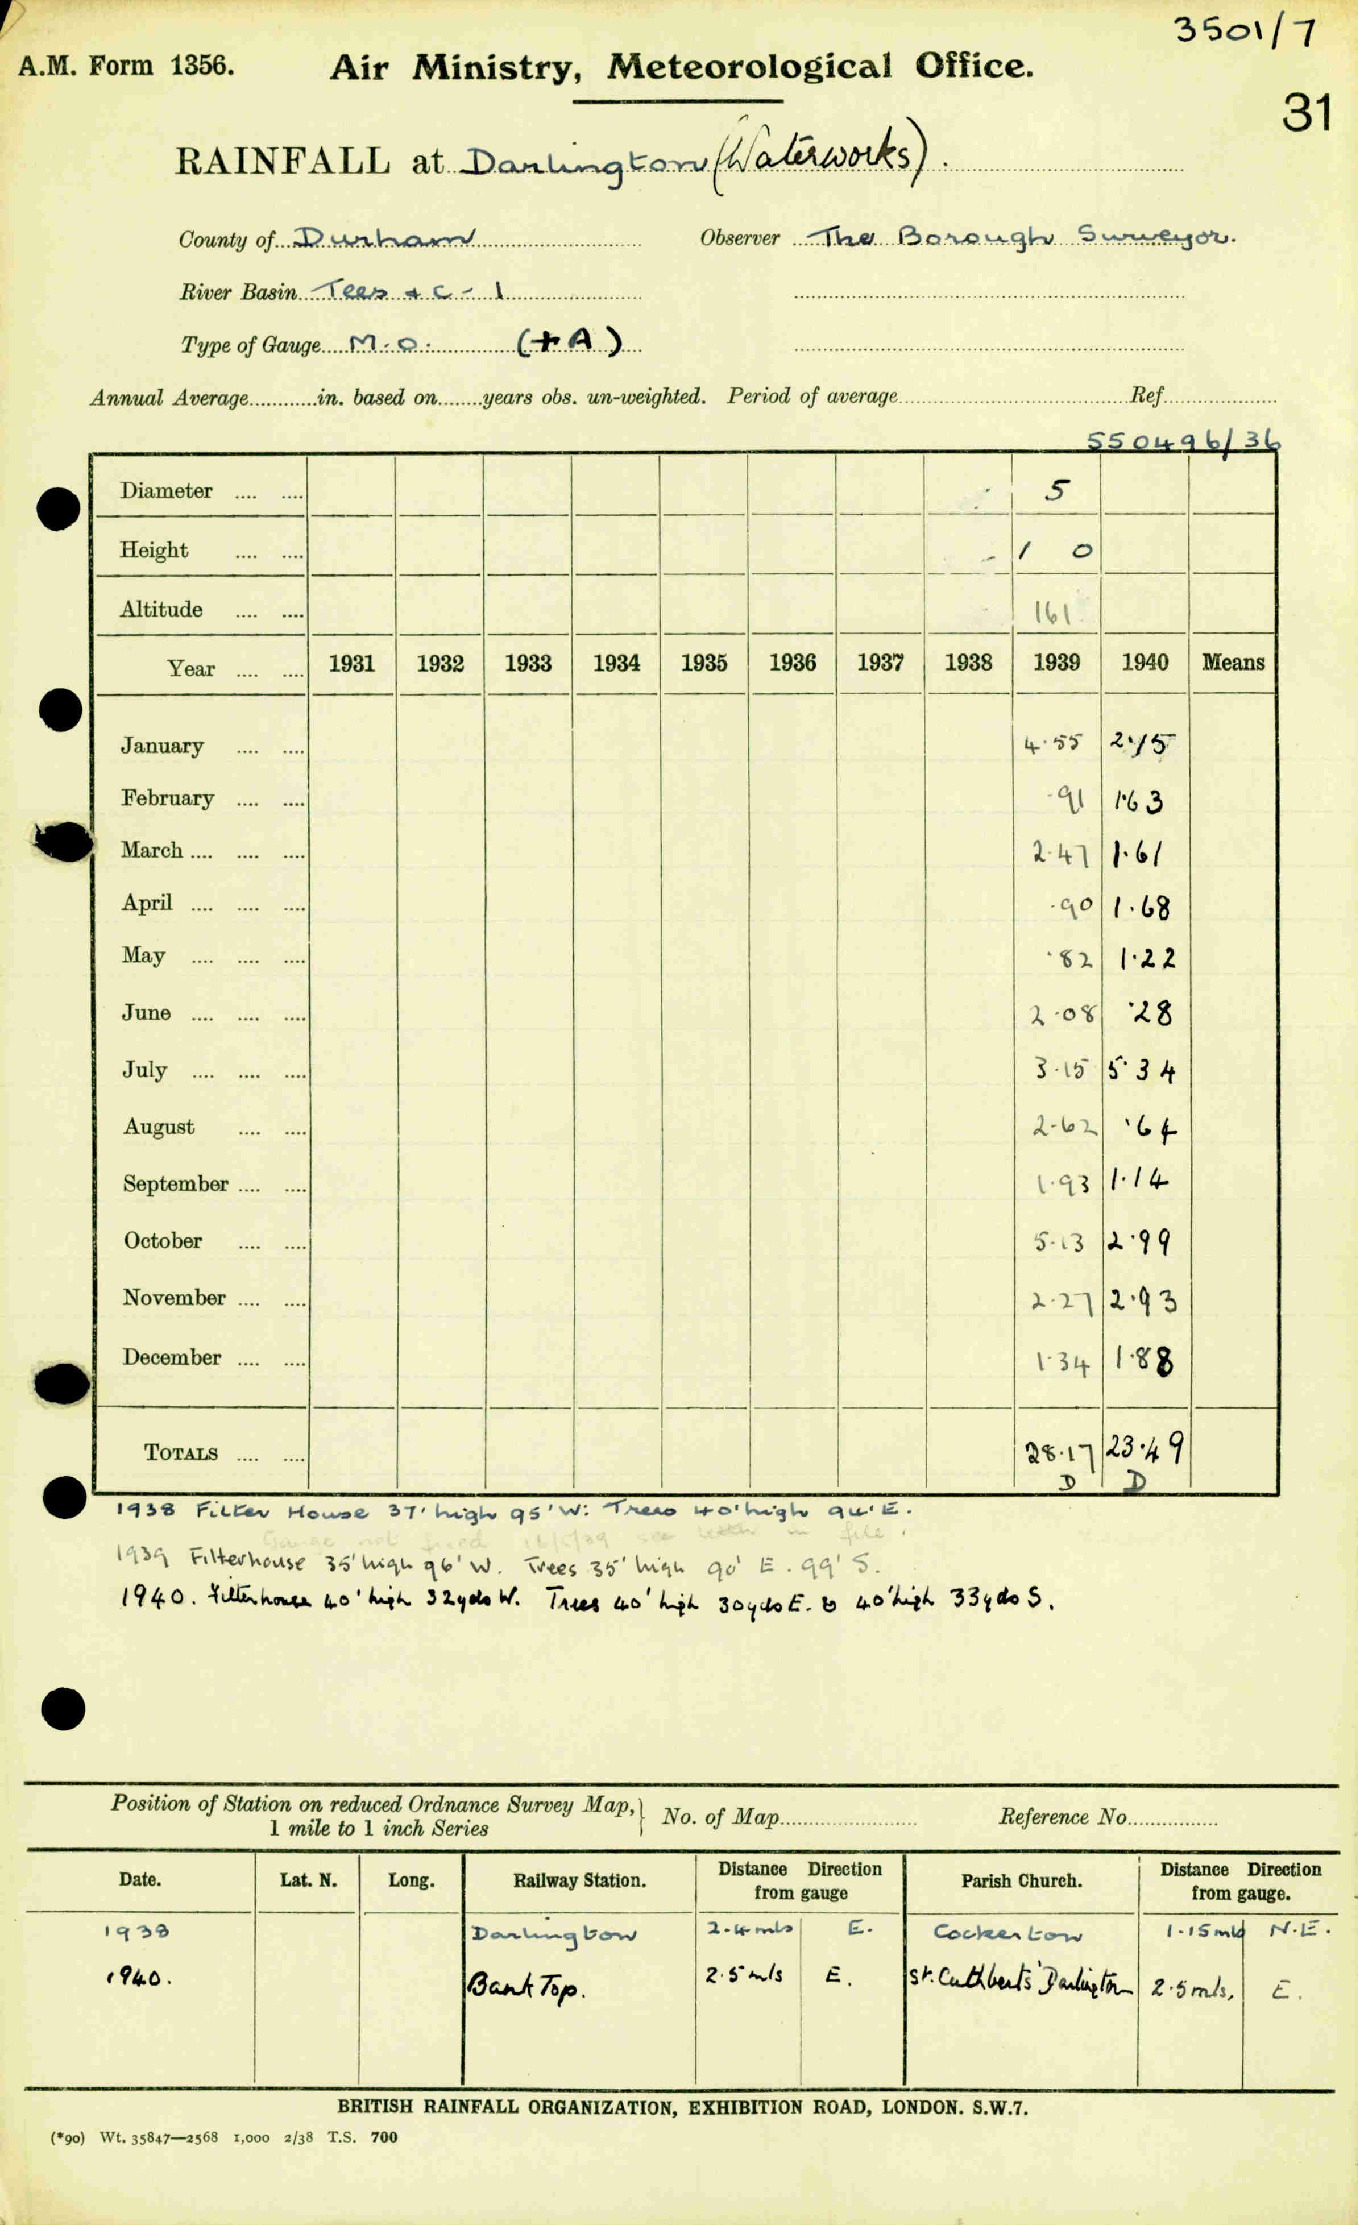 3501/7
A.M. Form 1356. Air Ministry, Meteorological Office.
31
RAINFALL at Darlington (Waterworks).
County of Durham Observer The Borough Surveyor.
River Basin Tees &c - 1
Type of Gauge M.O. (+A)
Annual Average............in. based on........years obs. un-weighted. Period of average.................... Ref....................
550496/36
Diameter .... .... 5
Height .... .... 1 0
Altitude .... .... 161
Year .... .... 1931 1932 1933 1934 1935 1936 1937 1938 1939 1940 Means
January .... .... 4.55 2.15
February .... .... .91 1.63
March .... .... .... 2.47 1.61
April .... .... .... .90 1.68
May .... .... .... .82 1.22
June .... .... .... 2.08 .28
July .... .... .... 3.15 5.34
August .... .... 2.62 .64
September .... .... 1.93 1.14
October .... .... 5.13 2.99
November .... .... 2.27 2.93
December .... .... 1.34 1.88
TOTALS .... .... 28.17 23.49
D D
1938 Filter House 37' high 95' W: Trees 40' high 94' E.
Gauge not fixed see letter in file.
1939 Filterhouse 35' high 96' W. Trees 35' high 90' E. 99' S.
1940. Filterhouse 40' high 32yds W. Trees 40' high 30yds E. & 40' high 33yds S.
Position of Station on reduced Ordnance Survey Map, } No. of Map........................ Reference No.................
1 mile to 1 inch Series
Date. Lat. N. Long. Railway Station. Distance Direction from gauge Parish Church. Distance Direction from gauge.
1938 Darlington 2.4 mls E. Cockerton 1.15 mls N.E.
1940. Bank Top. 2.5 mls E. St. Cuthberts Darlington 2.5 mls. E.
BRITISH RAINFALL ORGANIZATION, EXHIBITION ROAD, LONDON. S.W.7.
(*90) Wt. 35847—2568 1,000 2/38 T.S. 700